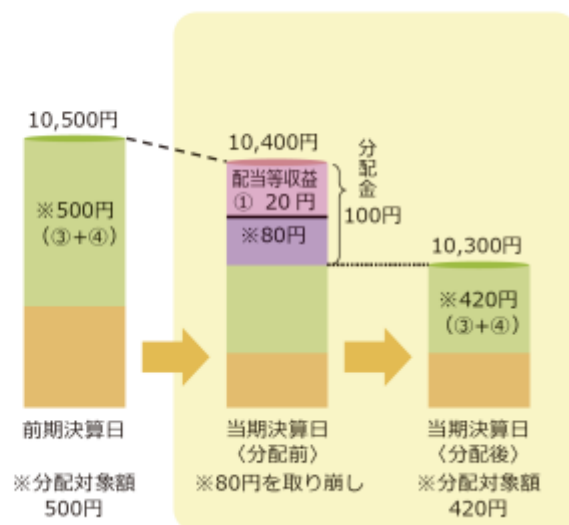 10,500円
※500円
（③＋④）
前期決算日
※分配対象額
500円
10,400円
配当等収益
① 20円
※80円
分配金
100円
当期決算日
〈分配前〉
※80円を取り崩し
10,300円
※420円
（③＋④）
当期決算日
〈分配後〉
※分配対象額
420円